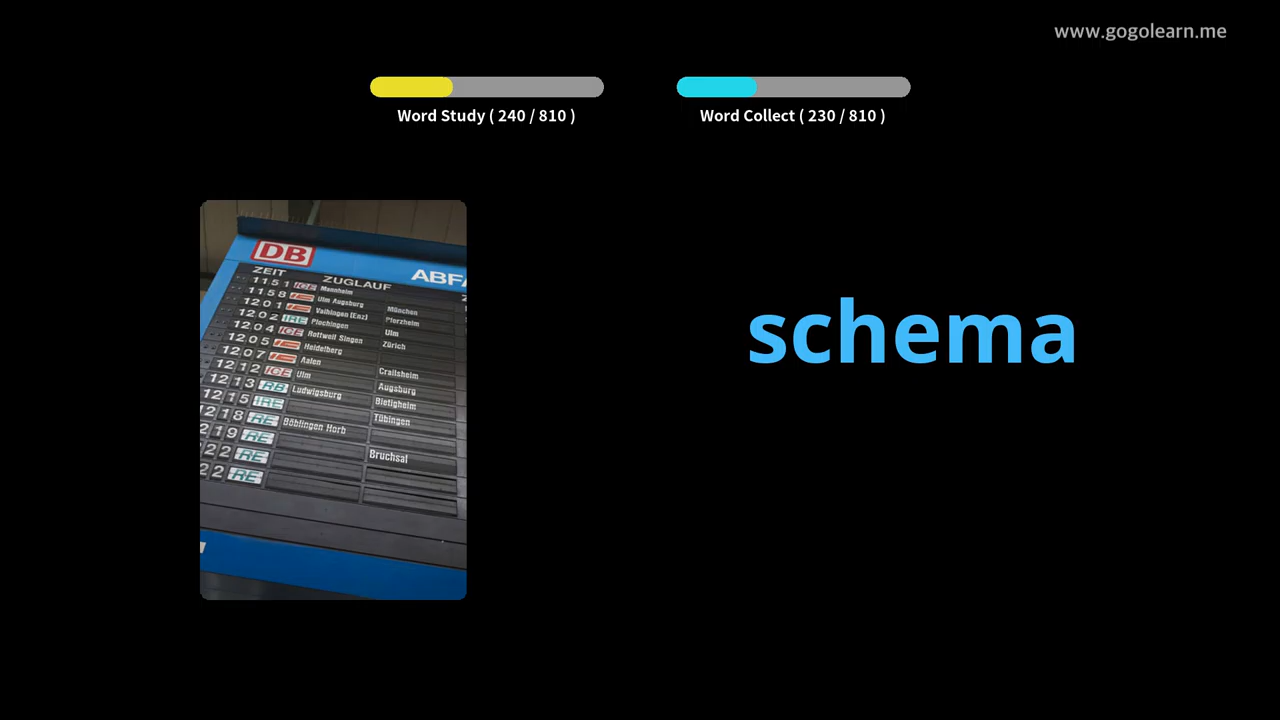 www.gogolearn.me
Word Study ( 240 / 810 )
Word Collect ( 230 / 810 )
schema
DB
ZEIT ZUGLAUF ABFA
1151 ICE Mannheim
1158 Ulm Augsburg München
1201 Vaihingen (Enz) Pforzheim
1202 IRE Plochingen Ulm
1204 ICE Rottweil Singen Zürich
1205 Heidelberg
1207 Aalen Crailsheim
1212 ICE Ulm Augsburg
1213 RB Ludwigsburg Bietigheim
1215 IRE Tübingen
1218 RE Böblingen Horb
219 RE Bruchsal
22 RE
22 RE